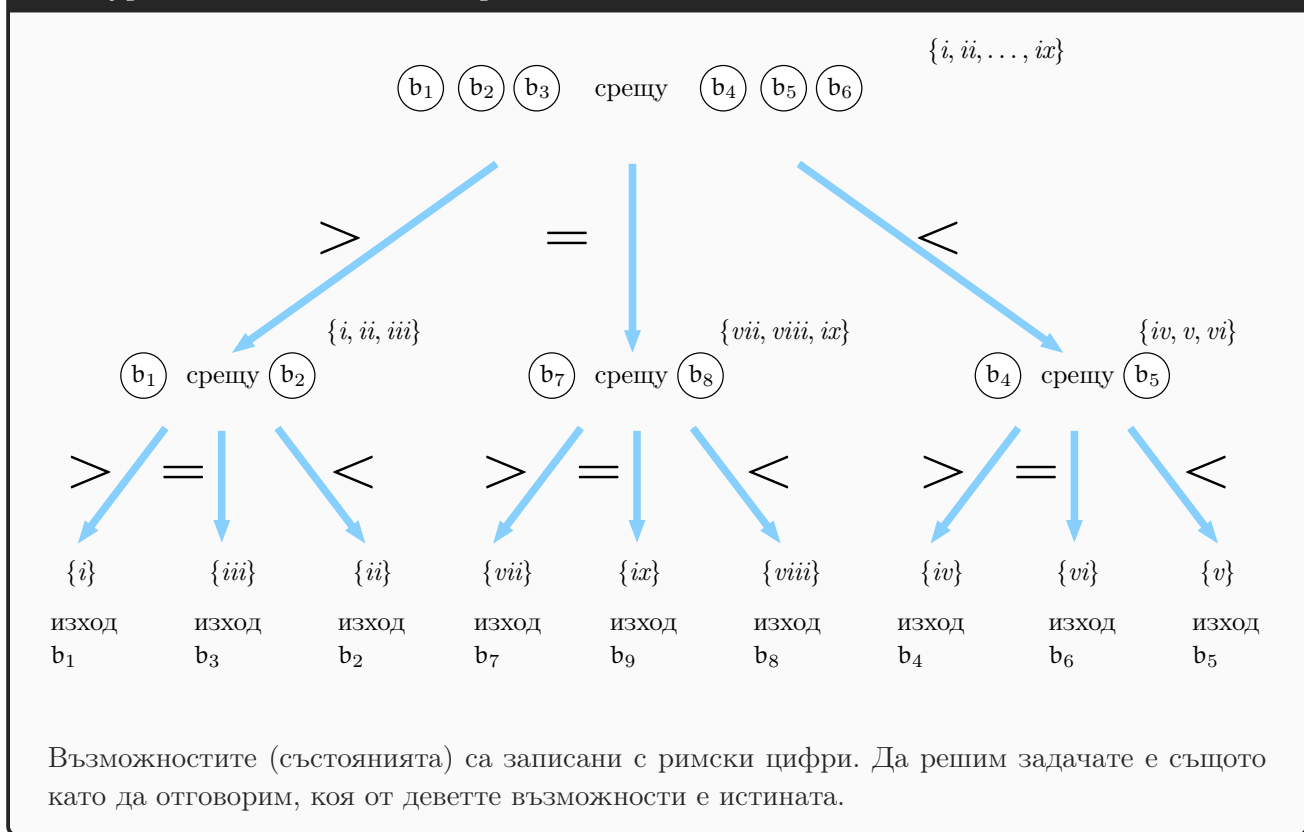 {i, ii, . . . , ix}
b1 b2 b3 срещу b4 b5 b6
> = <
{i, ii, iii} {vii, viii, ix} {iv, v, vi}
b1 срещу b2 b7 срещу b8 b4 срещу b5
> = < > = < > = <
{i} {iii} {ii} {vii} {ix} {viii} {iv} {vi} {v}
изход изход изход изход изход изход изход изход изход
b1 b3 b2 b7 b9 b8 b4 b6 b5
Възможностите (състоянията) са записани с римски цифри. Да решим задачате е същото
като да отговорим, коя от деветте възможности е истината.